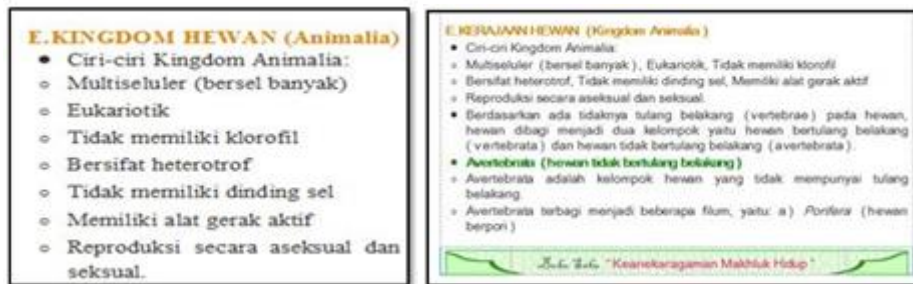 E.KINGDOM HEWAN (Animalia)
● Ciri-ciri Kingdom Animalia:
○ Multiseluler (bersel banyak)
○ Eukariotik
○ Tidak memiliki klorofil
○ Bersifat heterotrof
○ Tidak memiliki dinding sel
○ Memiliki alat gerak aktif
○ Reproduksi secara aseksual dan
seksual.
E.KERAJAAN HEWAN (Kingdom Animalia )
● Ciri-ciri Kingdom Animalia:
○ Multiseluler (bersel banyak), Eukariotik, Tidak memiliki klorofil
○ Bersifat heterotrof, Tidak memiliki dinding sel, Memiliki alat gerak aktif
○ Reproduksi secara aseksual dan seksual.
● Berdasarkan ada tidaknya tulang belakang (vertebrae) pada hewan,
hewan dibagi menjadi dua kelompok yaitu hewan bertulang belakang
(vertebrata) dan hewan tidak bertulang belakang (avertebrata).
● Avertebrata (hewan tidak bertulang belakang)
○ Avertebrata adalah kelompok hewan yang tidak mempunyai tulang
belakang.
○ Avertebrata terbagi menjadi beberapa filum, yaitu: a) Porifera (hewan
berpori)
"Keanekaragaman Makhluk Hidup"